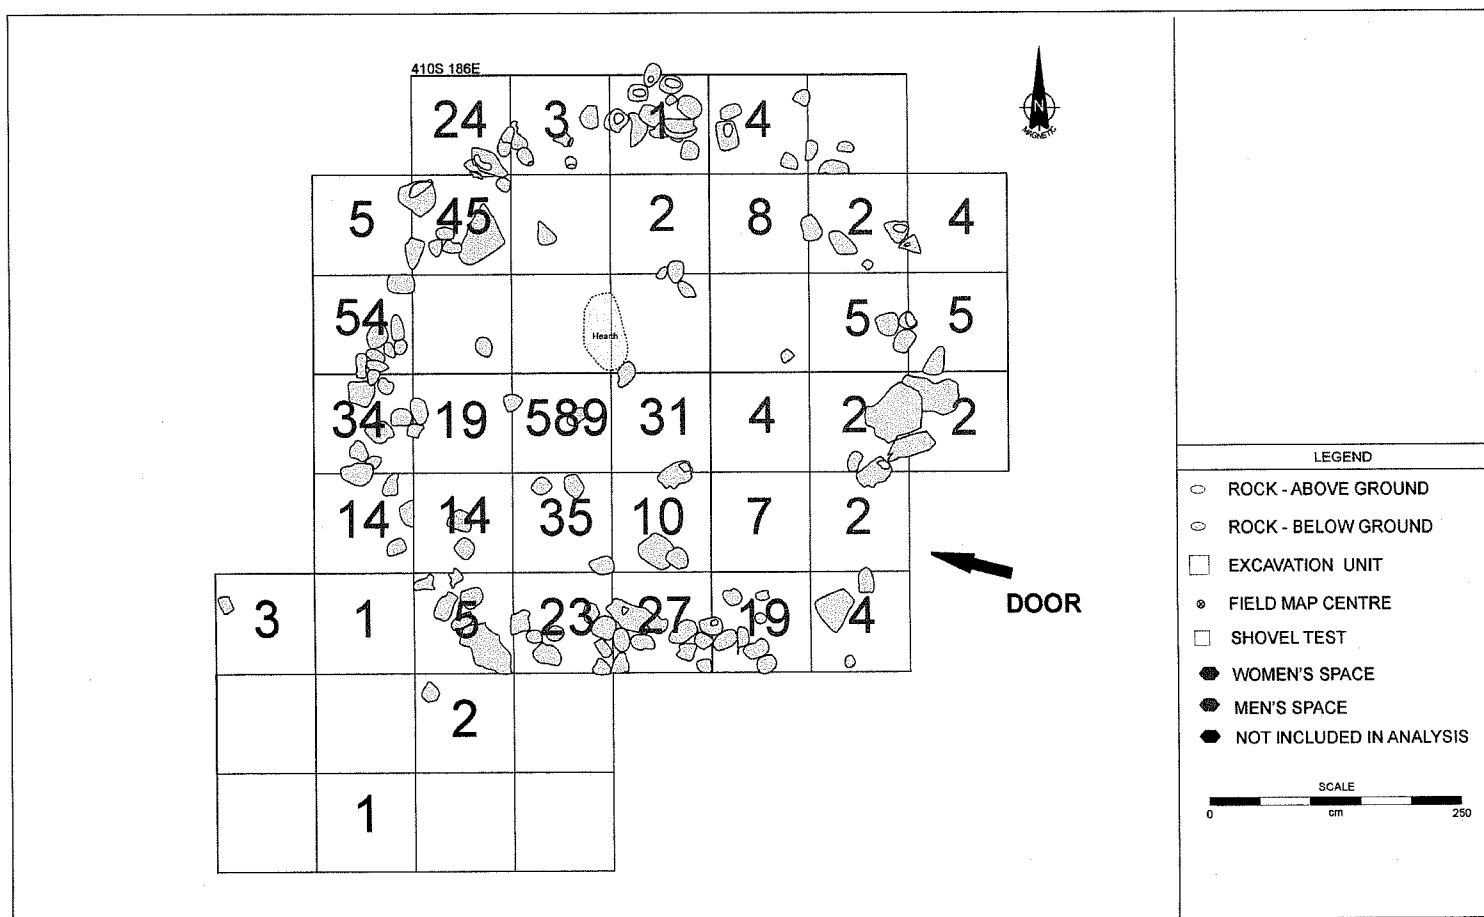 410S 186E
24 3 1 4
5 45 2 8 2 4
54 5 5
Hearth
34 19 589 31 4 2 2
14 14 35 10 7 2
3 1 5 23 27 19 4
2
1
DOOR
N
MAGNETIC
LEGEND
ROCK - ABOVE GROUND
ROCK - BELOW GROUND
EXCAVATION UNIT
FIELD MAP CENTRE
SHOVEL TEST
WOMEN'S SPACE
MEN'S SPACE
NOT INCLUDED IN ANALYSIS
SCALE
0 cm 250